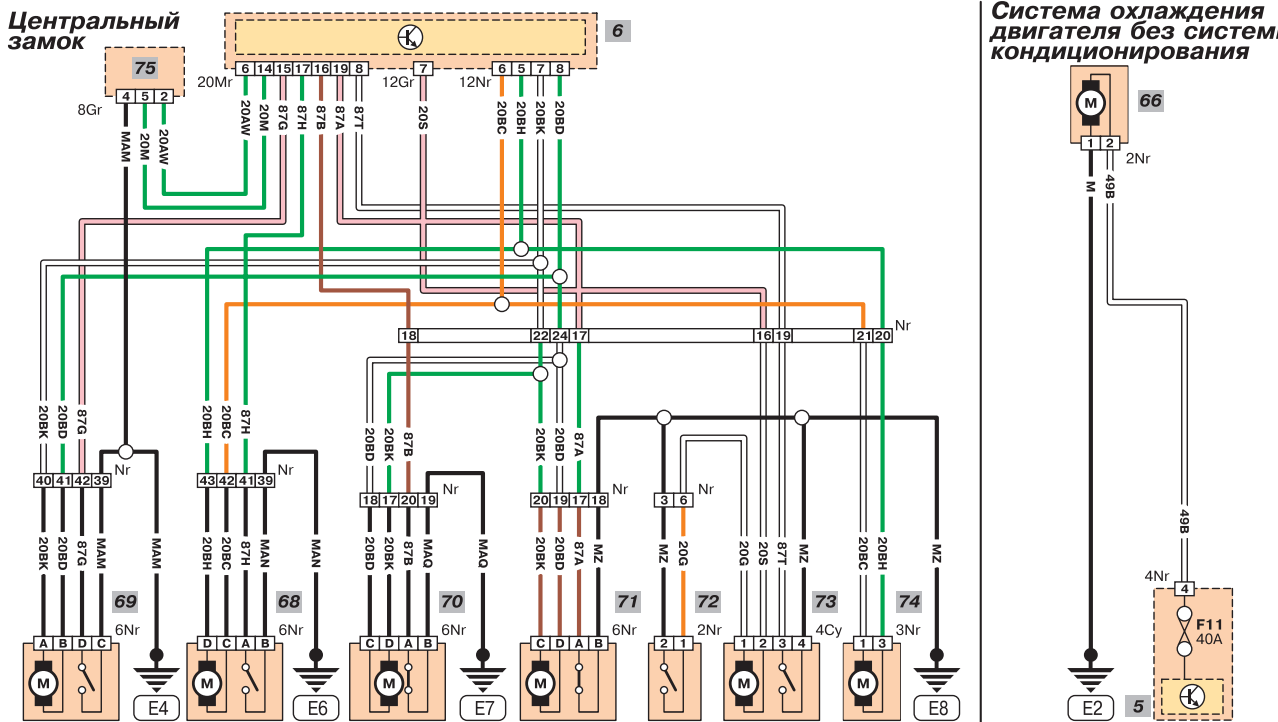 Центральный
замок
Система охлаждения
двигателя без систем
кондиционирования
6
75
66
20Mr 6 14 15 17 16 19 8 12Gr 7 12Nr 6 5 7 8
8Gr 4 5 2
MAM 20M 20AW
20AW 20M 87G 87H 87B 87A 87T 20S 20BC 20BH 20BK 20BD
M
1 2 2Nr
M 49B
18 22 24 17 16 19 21 20 Nr
20BK 20BD 87G 20BH 20BC 87H 20BD 20BK 87B 20BK 20BD 87A
40 41 42 39 Nr 43 42 41 39 Nr
18 17 20 19 Nr 20 19 17 18 Nr 3 6 Nr
20BK 20BD 87G MAM MAM 20BH 20BC 87H MAN MAN 20BD 20BK 87B MAQ MAQ 20BK 20BD 87A MZ MZ 20G 20G 20S 87T MZ 20BC 20BH MZ
49B
4Nr 4
F11
40A
69 68 70 71 72 73 74
6Nr 6Nr 6Nr 6Nr 2Nr 4Cy 3Nr
A B D C D C A B C D A B C D A B 2 1 1 2 3 4 1 3
M M M M M M
E4 E6 E7 E8 E2 5